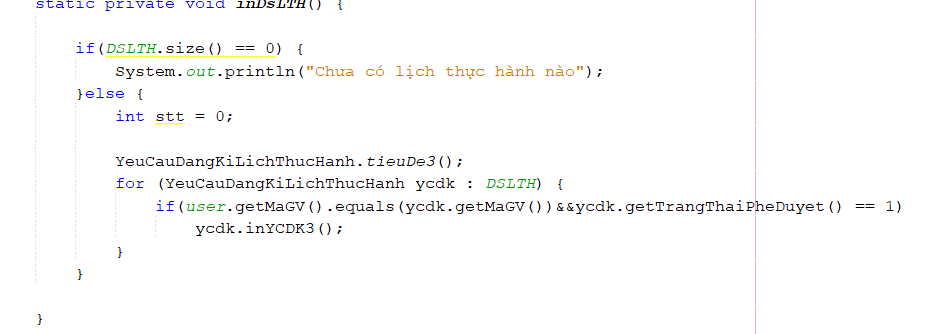 static private void inDSLTH() {
if(DSLTH.size() == 0) {
System.out.println("Chưa có lịch thực hành nào");
}else {
int stt = 0;
YeuCauDangKiLichThucHanh.tieuDe3();
for (YeuCauDangKiLichThucHanh ycdk : DSLTH) {
if(user.getMaGV().equals(ycdk.getMaGV())&&ycdk.getTrangThaiPheDuyet() == 1)
ycdk.inYCDK3();
}
}
}